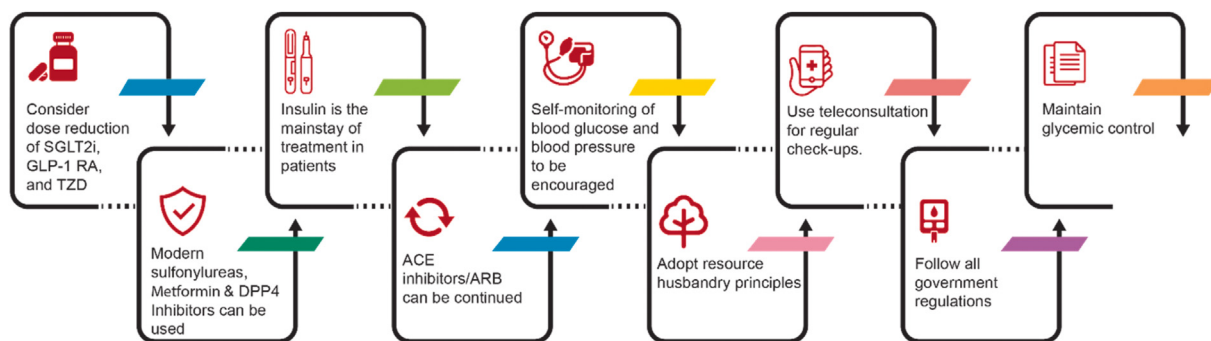 Consider
dose reduction
of SGLT2i,
GLP-1 RA,
and TZD
Modern
sulfonylureas,
Metformin & DPP4
Inhibitors can be
used
Insulin is the
mainstay of
treatment in
patients
ACE
inhibitors/ARB
can be continued
Self-monitoring of
blood glucose and
blood pressure
to be
encouraged
Adopt resource
husbandry principles
Use teleconsultation
for regular
check-ups.
Follow all
government
regulations
Maintain
glycemic control